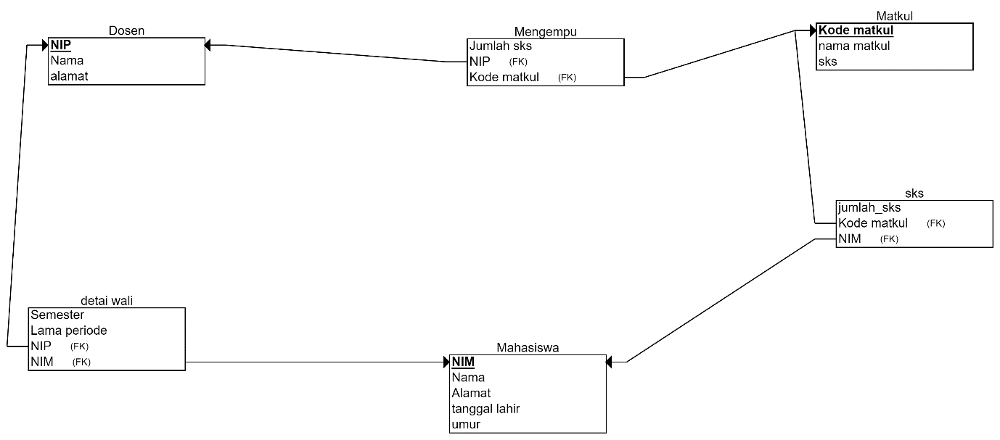 Dosen
NIP
Nama
alamat
Mengempu
Jumlah sks
NIP (FK)
Kode matkul (FK)
Matkul
Kode matkul
nama matkul
sks
sks
jumlah_sks
Kode matkul (FK)
NIM (FK)
detai wali
Semester
Lama periode
NIP (FK)
NIM (FK)
Mahasiswa
NIM
Nama
Alamat
tanggal lahir
umur